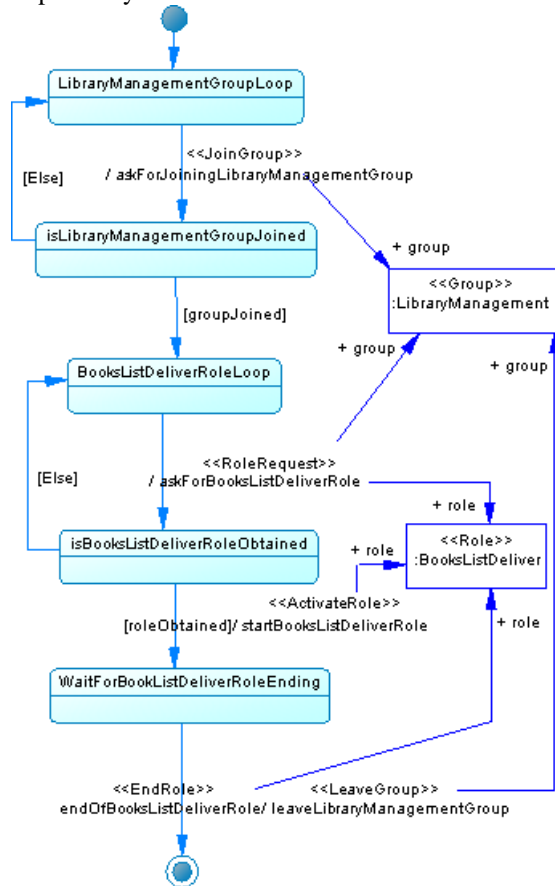 LibraryManagementGroupLoop
<<JoinGroup>>
[Else]
/ askForJoiningLibraryManagementGroup
isLibraryManagementGroupJoined
+ group
<<Group>>
:LibraryManagement
[groupJoined]
+ group
+ group
BooksListDeliverRoleLoop
<<RoleRequest>>
[Else]
/ askForBooksListDeliverRole
+ role
isBooksListDeliverRoleObtained
<<Role>>
:BooksListDeliver
+ role
<<ActivateRole>>
[roleObtained]/ startBooksListDeliverRole
+ role
WaitForBookListDeliverRoleEnding
<<EndRole>>
<<LeaveGroup>>
endOfBooksListDeliverRole/ leaveLibraryManagementGroup